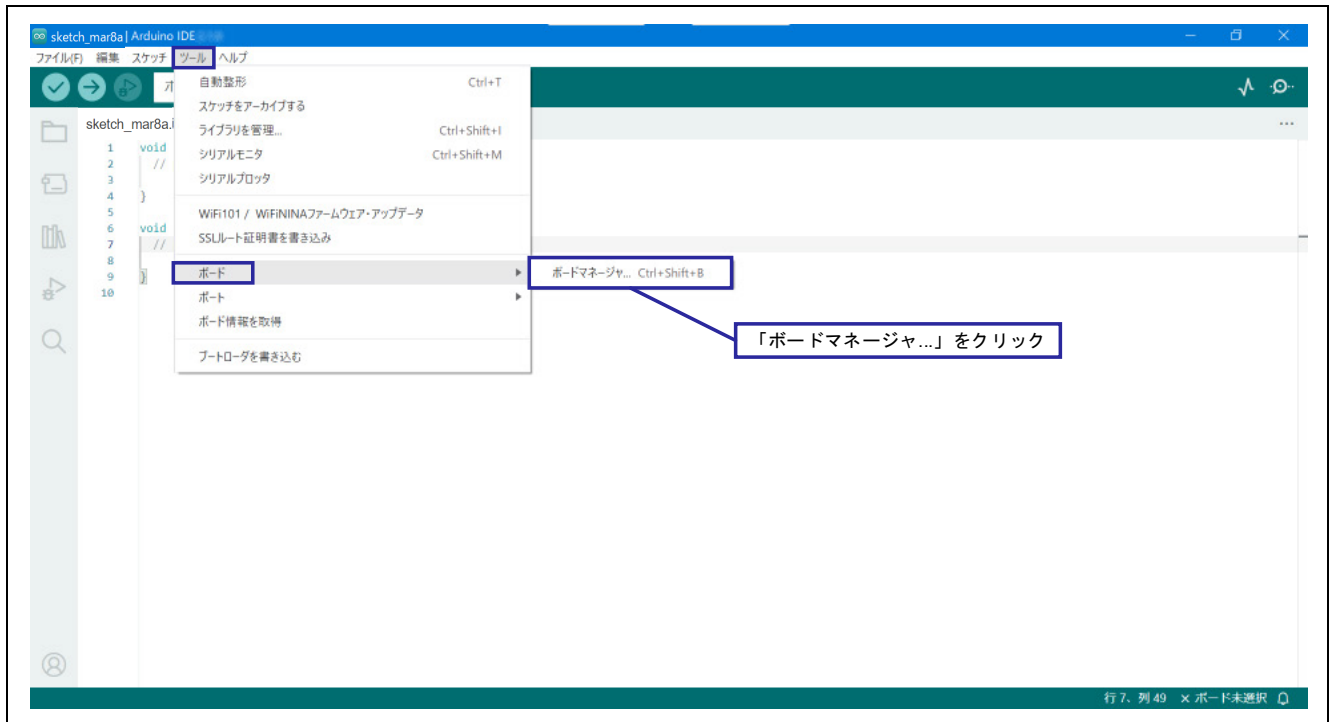 sketch_mar8a | Arduino IDE
ファイル(F) 編集 スケッチ ツール ヘルプ
自動整形 Ctrl+T
スケッチをアーカイブする
sketch_mar8a.i
ライブラリを管理... Ctrl+Shift+I
シリアルモニタ Ctrl+Shift+M
シリアルプロッタ
WiFi101 / WiFiNINAファームウェア・アップデータ
SSLルート証明書を書き込み
ボード
ボードマネージャ... Ctrl+Shift+B
ポート
ボード情報を取得
ブートローダを書き込む
1 void
2 //
3
4 }
5
6 void
7 //
8
9 }
10
「ボードマネージャ...」をクリック
行 7、列 49 × ボード未選択